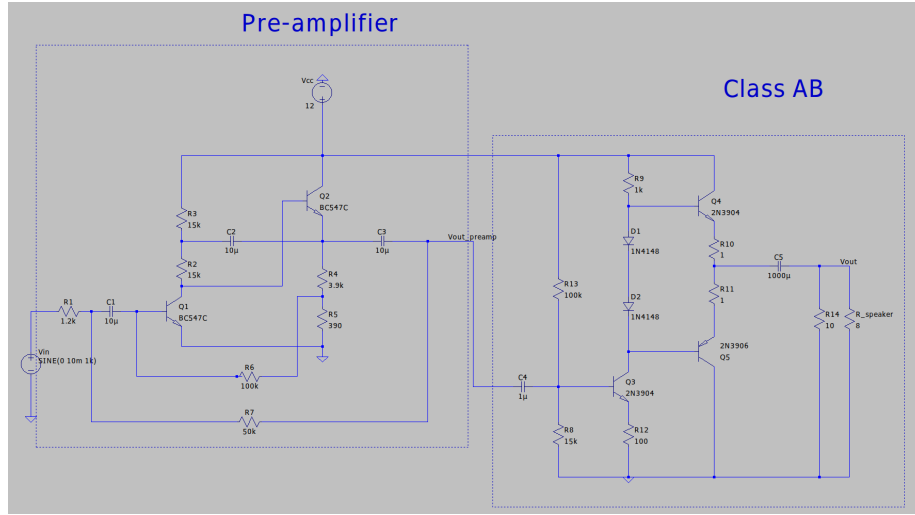 Pre-amplifier
Class AB
Vcc
12
Q2
BC547C
R3
15k
C2
10µ
C3
10µ
Vout_preamp
R2
15k
R4
3.9k
R1
1.2k
C1
10µ
Q1
BC547C
R5
390
Vin
SINE(0 10m 1k)
R6
100k
R7
50k
R9
1k
Q4
2N3904
D1
1N4148
R10
1
C5
1000µ
Vout
R13
100k
D2
1N4148
R11
1
R14
10
R_speaker
8
2N3906
Q5
C4
1µ
Q3
2N3904
R8
15k
R12
100